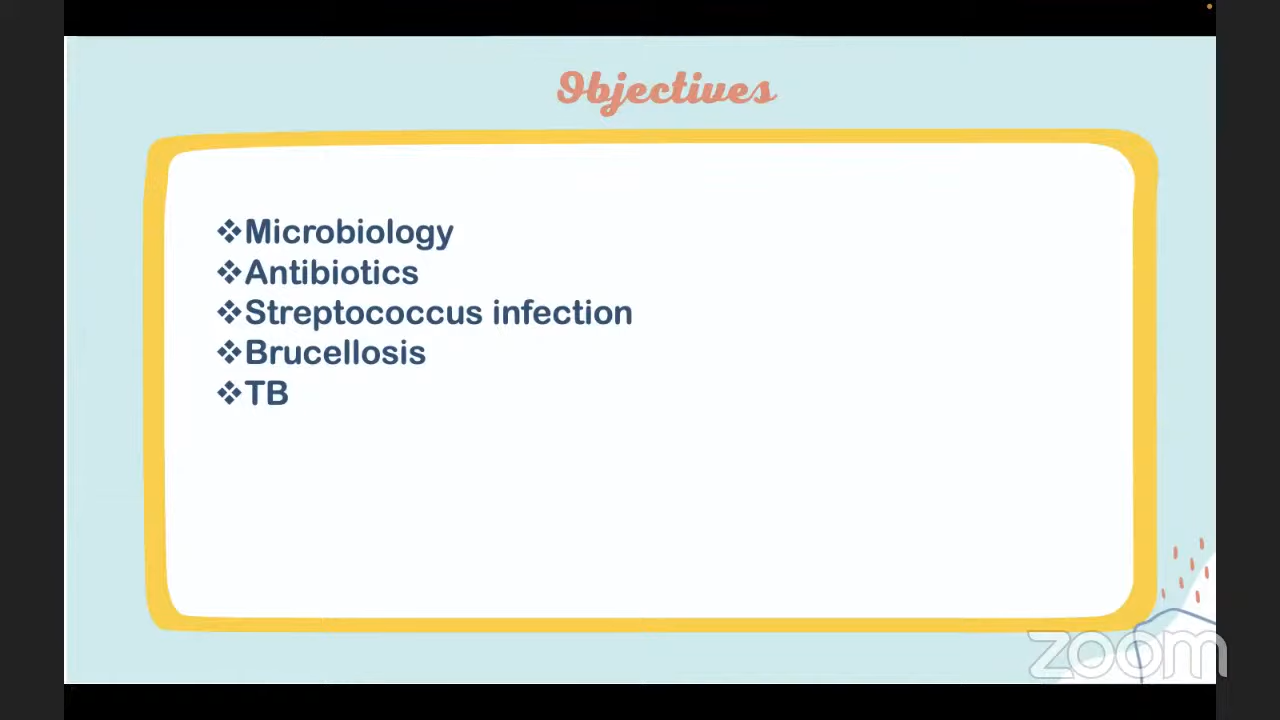 Objectives
❖Microbiology
❖Antibiotics
❖Streptococcus infection
❖Brucellosis
❖TB
zoom